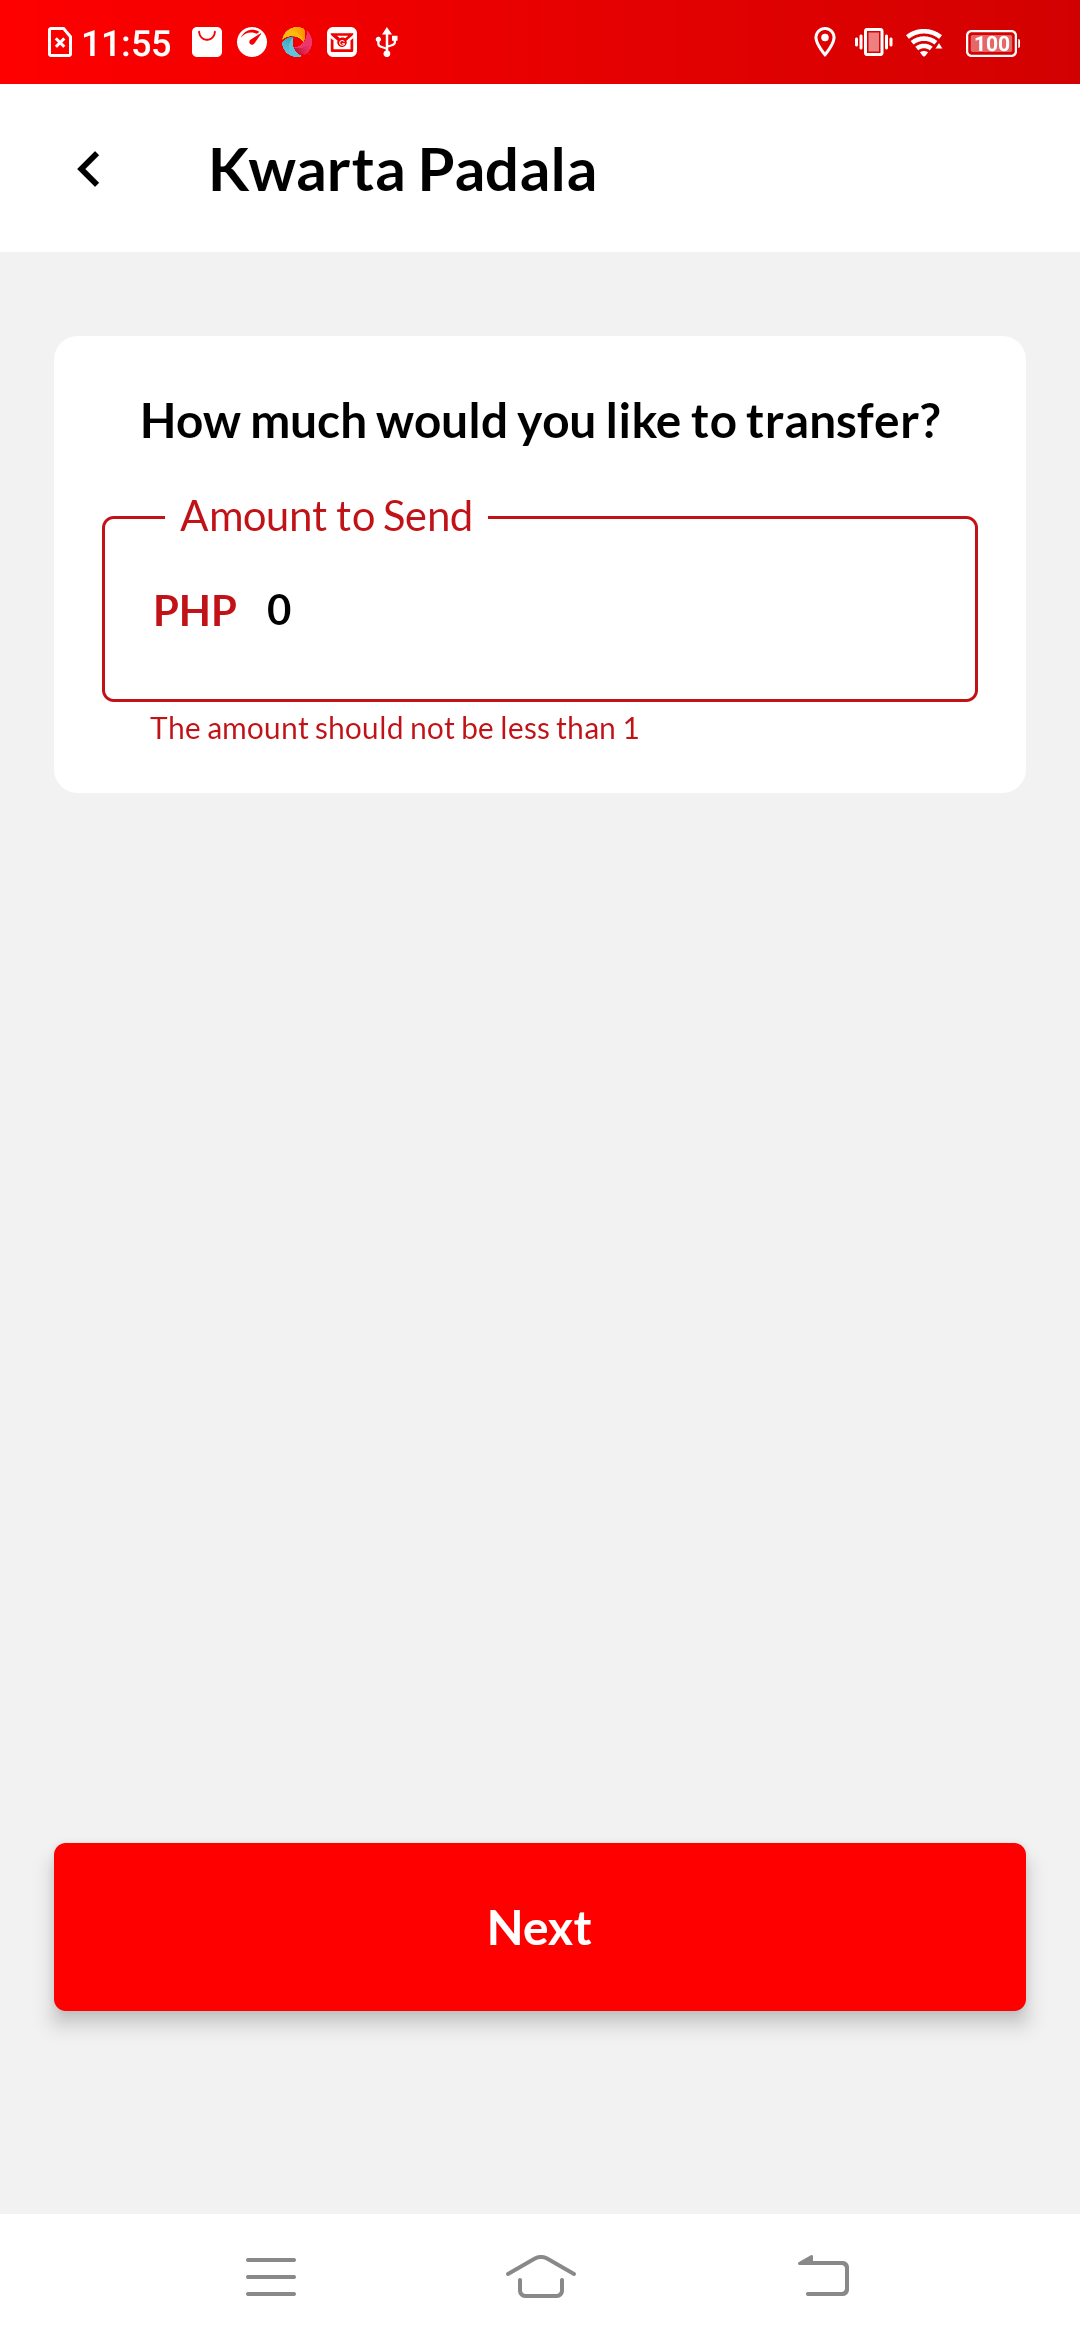 11:55
100
Kwarta Padala
How much would you like to transfer?
Amount to Send
PHP 0
The amount should not be less than 1
Next